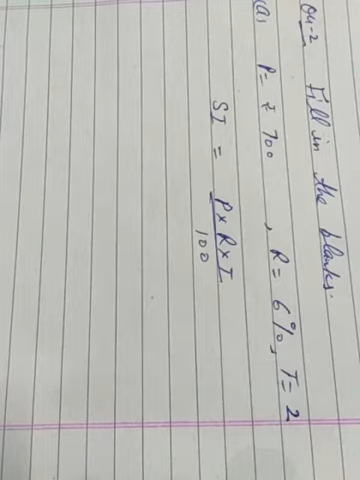 Qu-2 Fill in the blanks.
(a) P = ₹ 700 , R = 6%, T = 2
SI = P × R × T
100